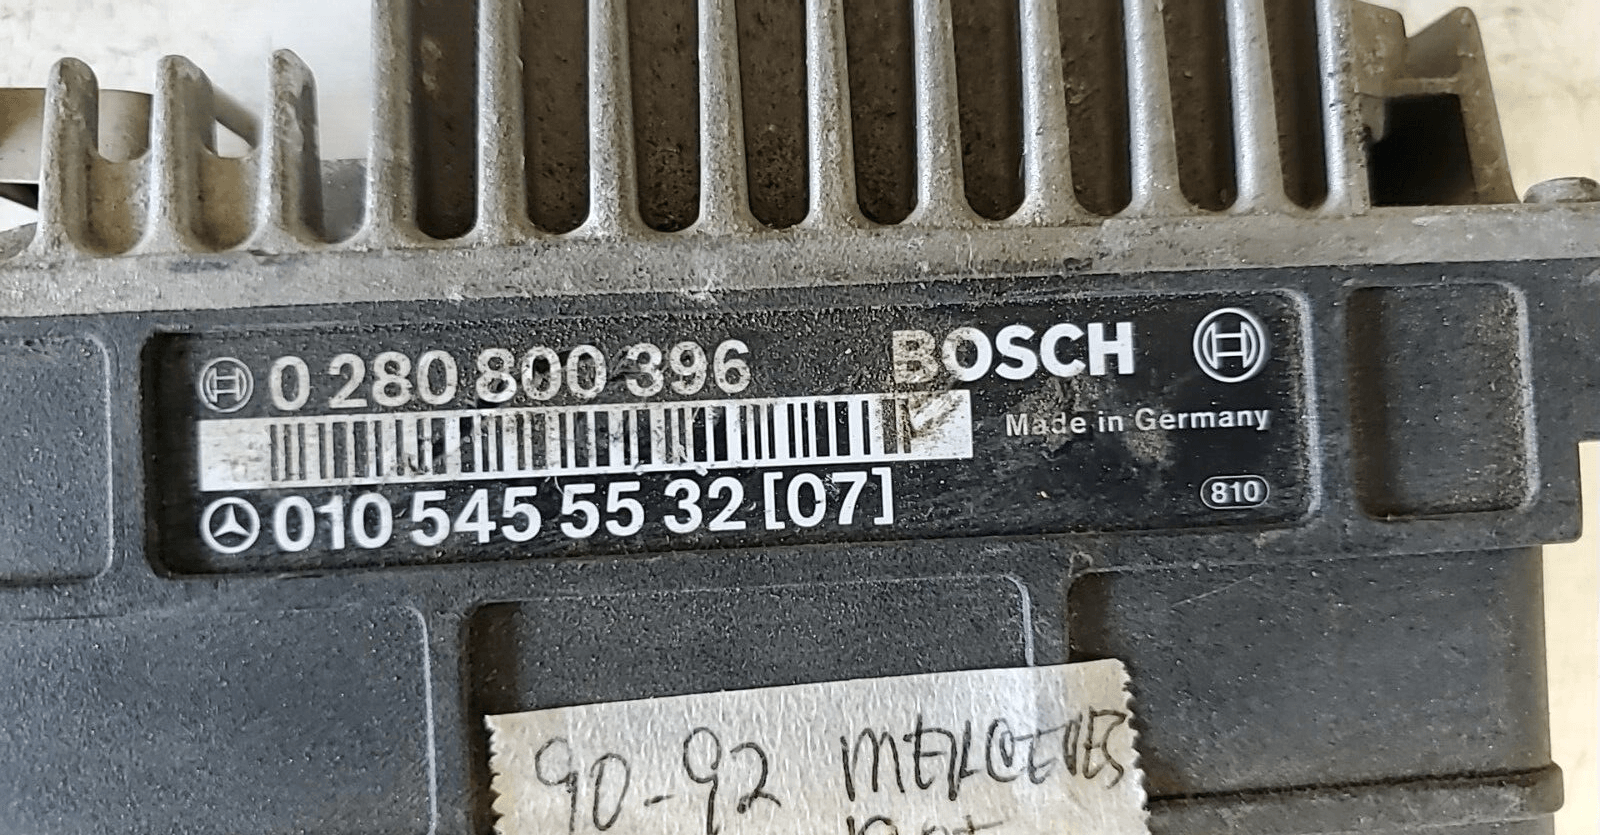 0 280 800 396
BOSCH
Made in Germany
010 545 55 32 [07]
810
90-92 MERCEDES